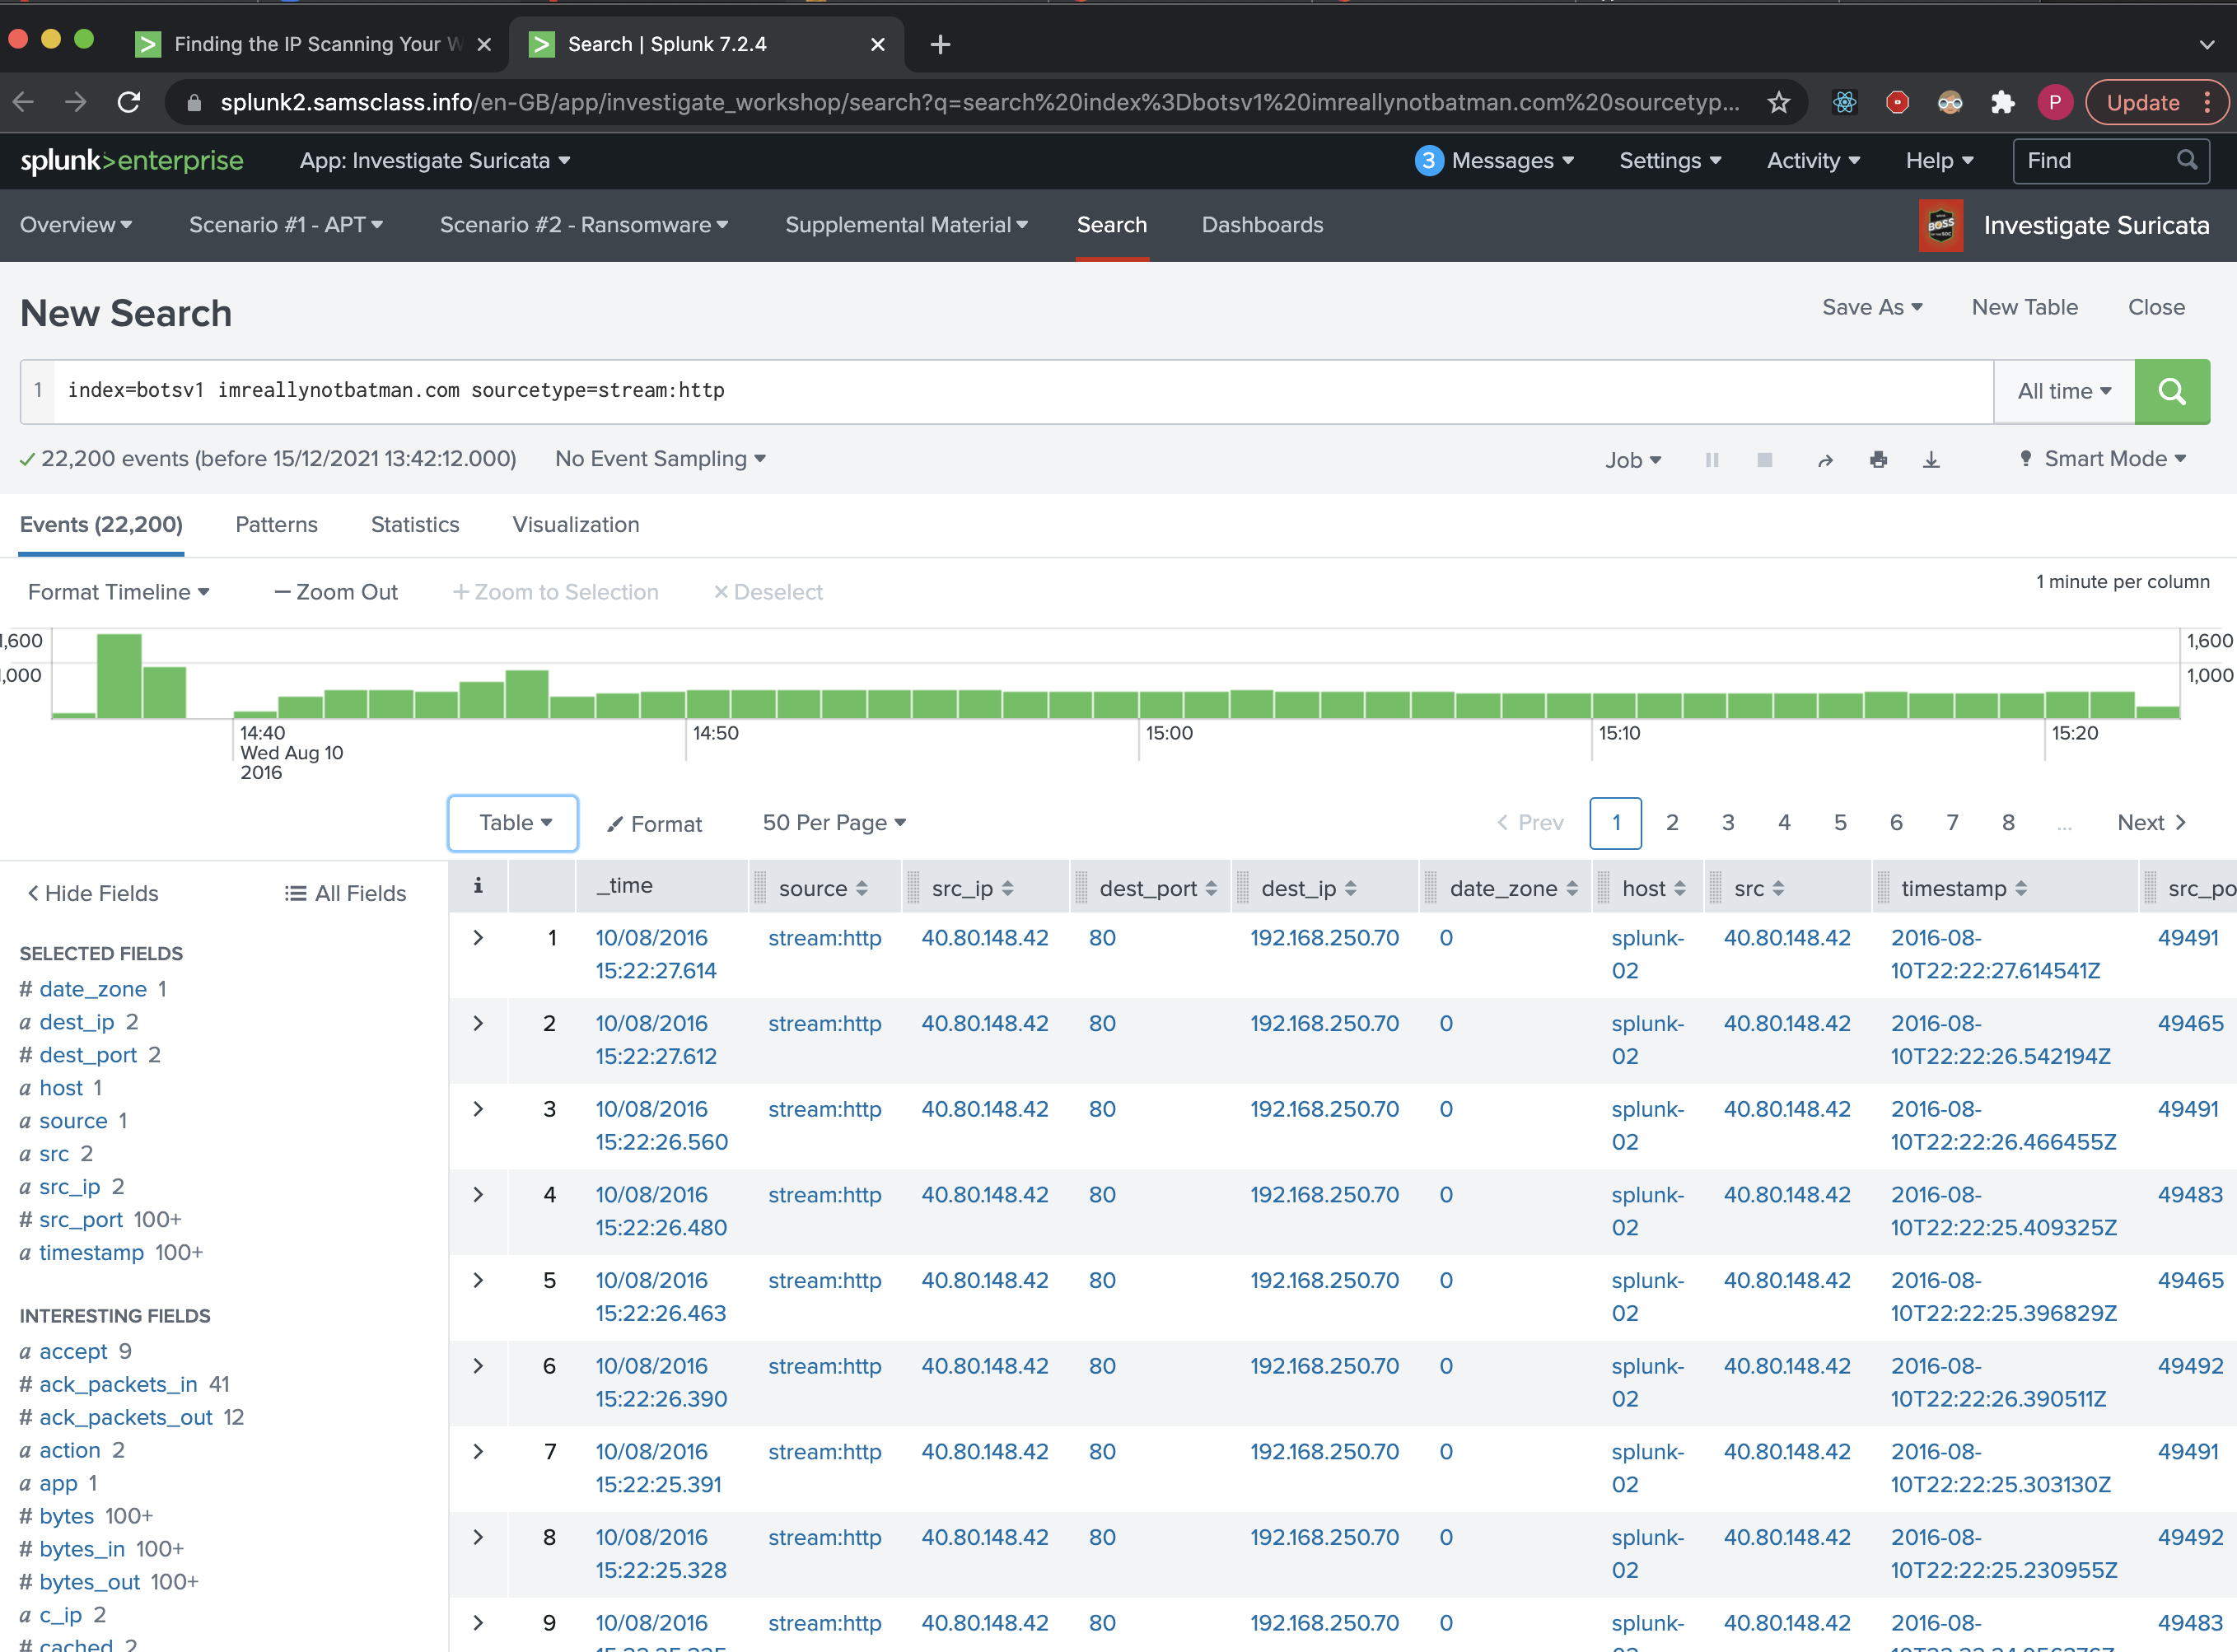 Finding the IP Scanning Your W
Search | Splunk 7.2.4
splunk2.samsclass.info/en-GB/app/investigate_workshop/search?q=search%20index%3Dbotsv1%20imreallynotbatman.com%20sourcetyp...
P
Update
splunk>enterprise
App: Investigate Suricata
3 Messages
Settings
Activity
Help
Find
Overview
Scenario #1 - APT
Scenario #2 - Ransomware
Supplemental Material
Search
Dashboards
BOSS
Investigate Suricata
New Search
Save As
New Table
Close
1 index=botsv1 imreallynotbatman.com sourcetype=stream:http
All time
22,200 events (before 15/12/2021 13:42:12.000)
No Event Sampling
Job
Smart Mode
Events (22,200)
Patterns
Statistics
Visualization
Format Timeline
— Zoom Out
+ Zoom to Selection
× Deselect
1 minute per column
1,600
1,600
,000
1,000
14:40
Wed Aug 10
2016
14:50
15:00
15:10
15:20
Table
Format
50 Per Page
< Prev
1 2 3 4 5 6 7 8 ...
Next >
< Hide Fields
All Fields
SELECTED FIELDS
# date_zone 1
a dest_ip 2
# dest_port 2
a host 1
a source 1
a src 2
a src_ip 2
# src_port 100+
a timestamp 100+
INTERESTING FIELDS
a accept 9
# ack_packets_in 41
# ack_packets_out 12
a action 2
a app 1
# bytes 100+
# bytes_in 100+
# bytes_out 100+
a c_ip 2
# cached 2
i _time source src_ip dest_port dest_ip date_zone host src timestamp src_po
> 1 10/08/2016 stream:http 40.80.148.42 80 192.168.250.70 0 splunk- 40.80.148.42 2016-08- 49491
15:22:27.614 02 10T22:22:27.614541Z
> 2 10/08/2016 stream:http 40.80.148.42 80 192.168.250.70 0 splunk- 40.80.148.42 2016-08- 49465
15:22:27.612 02 10T22:22:26.542194Z
> 3 10/08/2016 stream:http 40.80.148.42 80 192.168.250.70 0 splunk- 40.80.148.42 2016-08- 49491
15:22:26.560 02 10T22:22:26.466455Z
> 4 10/08/2016 stream:http 40.80.148.42 80 192.168.250.70 0 splunk- 40.80.148.42 2016-08- 49483
15:22:26.480 02 10T22:22:25.409325Z
> 5 10/08/2016 stream:http 40.80.148.42 80 192.168.250.70 0 splunk- 40.80.148.42 2016-08- 49465
15:22:26.463 02 10T22:22:25.396829Z
> 6 10/08/2016 stream:http 40.80.148.42 80 192.168.250.70 0 splunk- 40.80.148.42 2016-08- 49492
15:22:26.390 02 10T22:22:26.390511Z
> 7 10/08/2016 stream:http 40.80.148.42 80 192.168.250.70 0 splunk- 40.80.148.42 2016-08- 49491
15:22:25.391 02 10T22:22:25.303130Z
> 8 10/08/2016 stream:http 40.80.148.42 80 192.168.250.70 0 splunk- 40.80.148.42 2016-08- 49492
15:22:25.328 02 10T22:22:25.230955Z
> 9 10/08/2016 stream:http 40.80.148.42 80 192.168.250.70 0 splunk- 40.80.148.42 2016-08- 49483